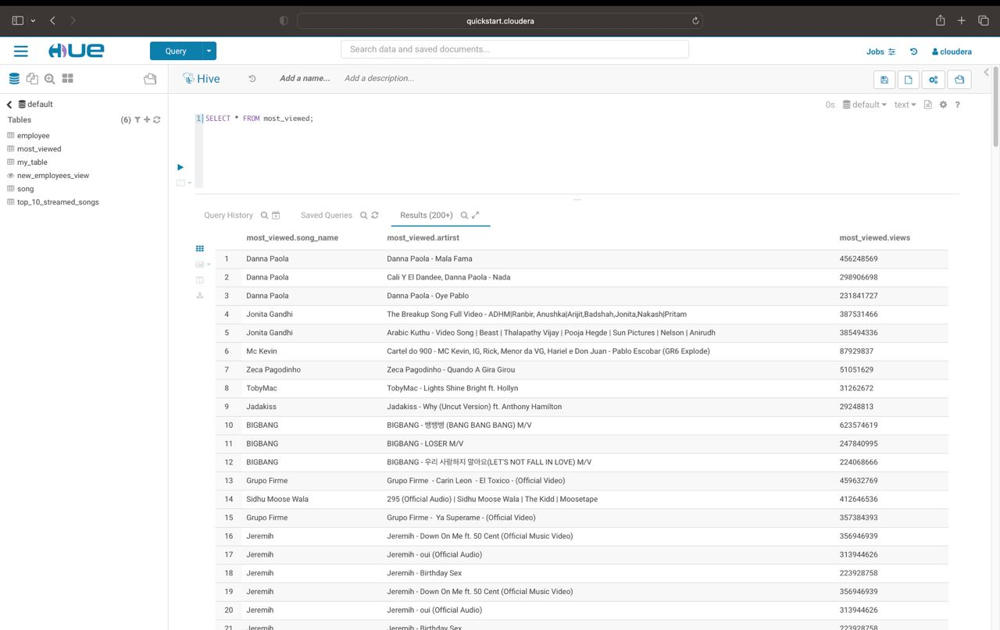 quickstart.cloudera
HUE
Query
Search data and saved documents...
Jobs
cloudera
Hive
Add a name...
Add a description...
default
Tables
(6)
employee
most_viewed
my_table
new_employees_view
song
top_10_streamed_songs
0s
default
text
?
1 SELECT * FROM most_viewed;
Query History
Saved Queries
Results (200+)
most_viewed.song_name most_viewed.artirst most_viewed.views
1 Danna Paola Danna Paola - Mala Fama 456248569
2 Danna Paola Cali Y El Dandee, Danna Paola - Nada 298906698
3 Danna Paola Danna Paola - Oye Pablo 231841727
4 Jonita Gandhi The Breakup Song Full Video - ADHM|Ranbir, Anushka|Arijit,Badshah,Jonita,Nakash|Pritam 387531466
5 Jonita Gandhi Arabic Kuthu - Video Song | Beast | Thalapathy Vijay | Pooja Hegde | Sun Pictures | Nelson | Anirudh 385494336
6 Mc Kevin Cartel do 900 - MC Kevin, IG, Rick, Menor da VG, Hariel e Don Juan - Pablo Escobar (GR6 Explode) 87929837
7 Zeca Pagodinho Zeca Pagodinho - Quando A Gira Girou 51051629
8 TobyMac TobyMac - Lights Shine Bright ft. Hollyn 31262672
9 Jadakiss Jadakiss - Why (Uncut Version) ft. Anthony Hamilton 29248813
10 BIGBANG BIGBANG - 뱅뱅뱅 (BANG BANG BANG) M/V 623574619
11 BIGBANG BIGBANG - LOSER M/V 247840995
12 BIGBANG BIGBANG - 우리 사랑하지 말아요(LET'S NOT FALL IN LOVE) M/V 224068666
13 Grupo Firme Grupo Firme - Carin Leon - El Toxico - (Official Video) 459632769
14 Sidhu Moose Wala 295 (Official Audio) | Sidhu Moose Wala | The Kidd | Moosetape 412646536
15 Grupo Firme Grupo Firme - Ya Superame - (Official Video) 357384393
16 Jeremih Jeremih - Down On Me ft. 50 Cent (Official Music Video) 356946939
17 Jeremih Jeremih - oui (Official Audio) 313944626
18 Jeremih Jeremih - Birthday Sex 223928758
19 Jeremih Jeremih - Down On Me ft. 50 Cent (Official Music Video) 356946939
20 Jeremih Jeremih - oui (Official Audio) 313944626
21 Jeremih Jeremih - Birthday Sex 223928758